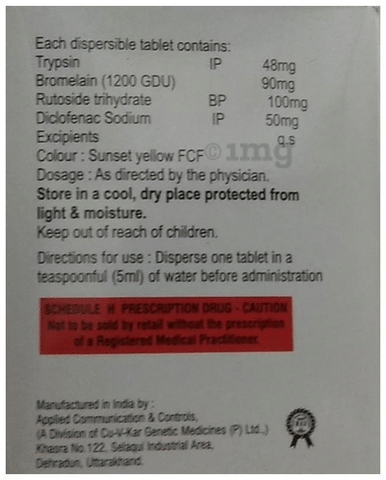 Each dispersible tablet contains:
Trypsin IP 48mg
Bromelain (1200 GDU) 90mg
Rutoside trihydrate BP 100mg
Diclofenac Sodium IP 50mg
Excipients q.s
Colour : Sunset yellow FCF
© 1mg
Dosage : As directed by the physician.
Store in a cool, dry place protected from
light & moisture.
Keep out of reach of children.
Directions for use : Disperse one tablet in a
teaspoonful (5ml) of water before administration
SCHEDULE H PRESCRIPTION DRUG - CAUTION
Not to be sold by retail without the prescription
of a Registered Medical Practitioner.
Manufactured in India by :
Applied Communication & Controls,
(A Division of Cu-V-Kar Genetic Medicines (P) Ltd.,)
Khasra No.122, Selaqui Industrial Area,
Dehradun, Uttarakhand.